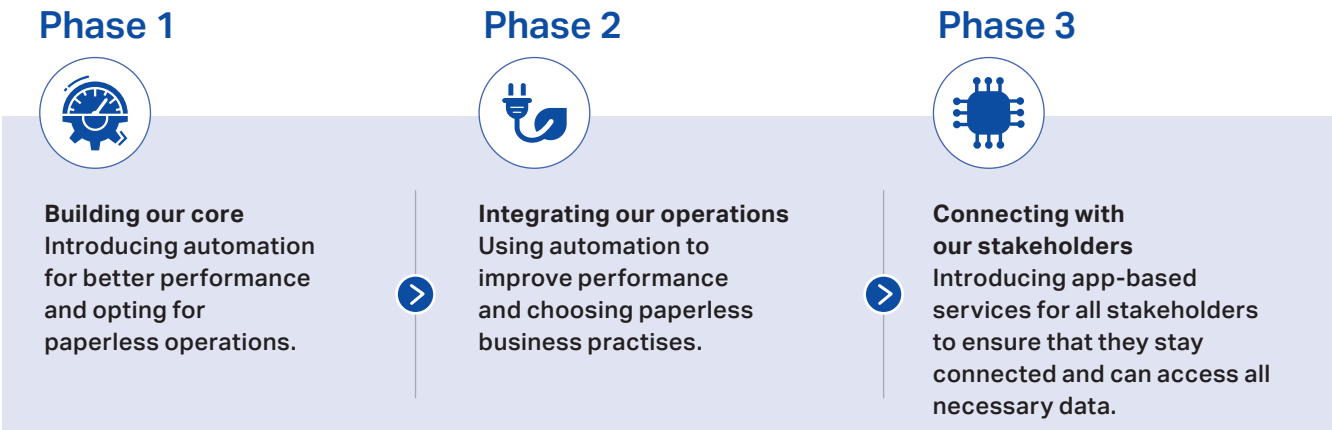 Phase 1
Building our core
Introducing automation
for better performance
and opting for
paperless operations.
Phase 2
Integrating our operations
Using automation to
improve performance
and choosing paperless
business practises.
Phase 3
Connecting with
our stakeholders
Introducing app-based
services for all stakeholders
to ensure that they stay
connected and can access all
necessary data.